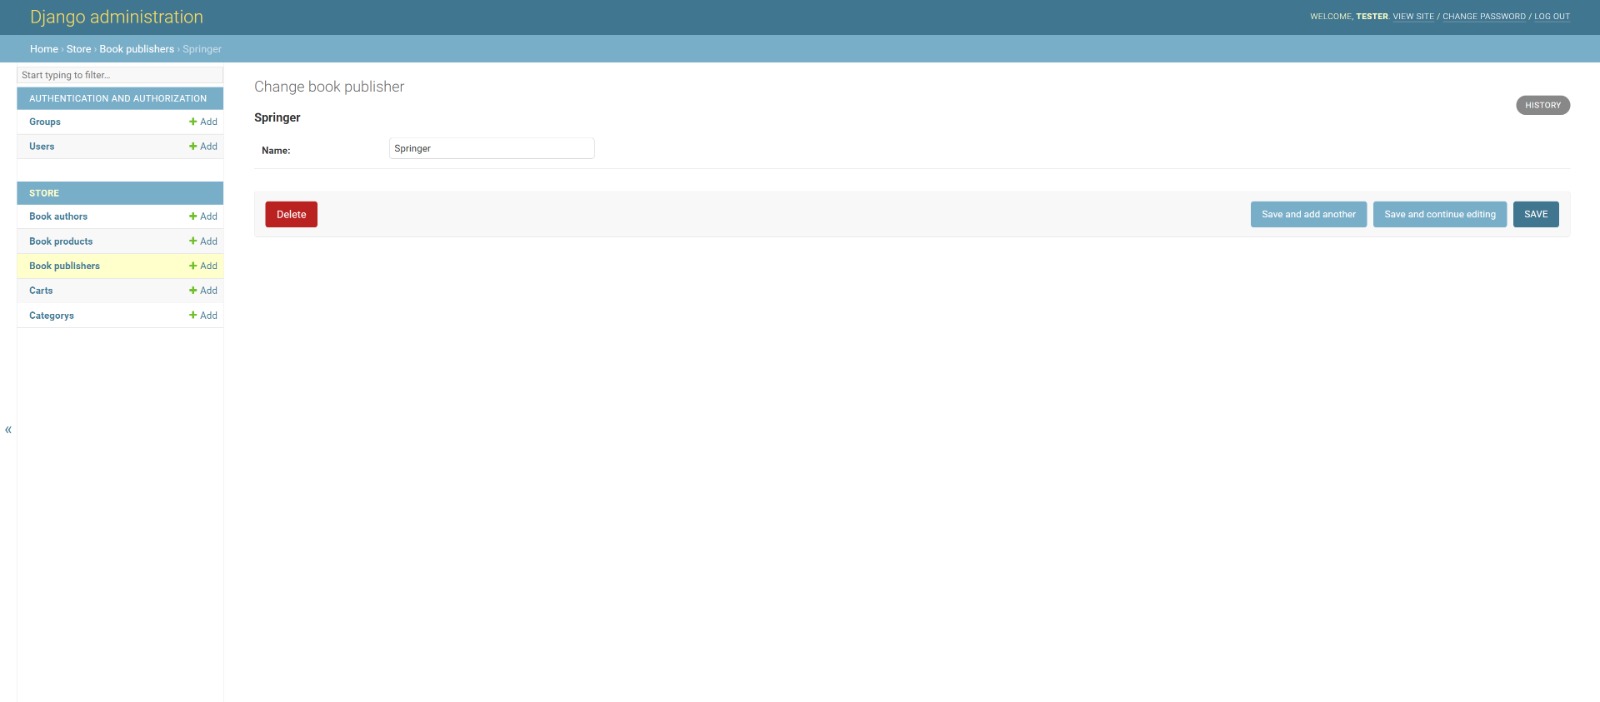 Django administration
WELCOME, TESTER. VIEW SITE / CHANGE PASSWORD / LOG OUT
Home › Store › Book publishers › Springer
Start typing to filter...
AUTHENTICATION AND AUTHORIZATION
Groups + Add
Users + Add
STORE
Book authors + Add
Book products + Add
Book publishers + Add
Carts + Add
Categorys + Add
«
Change book publisher
HISTORY
Springer
Name: Springer
Delete Save and add another Save and continue editing SAVE